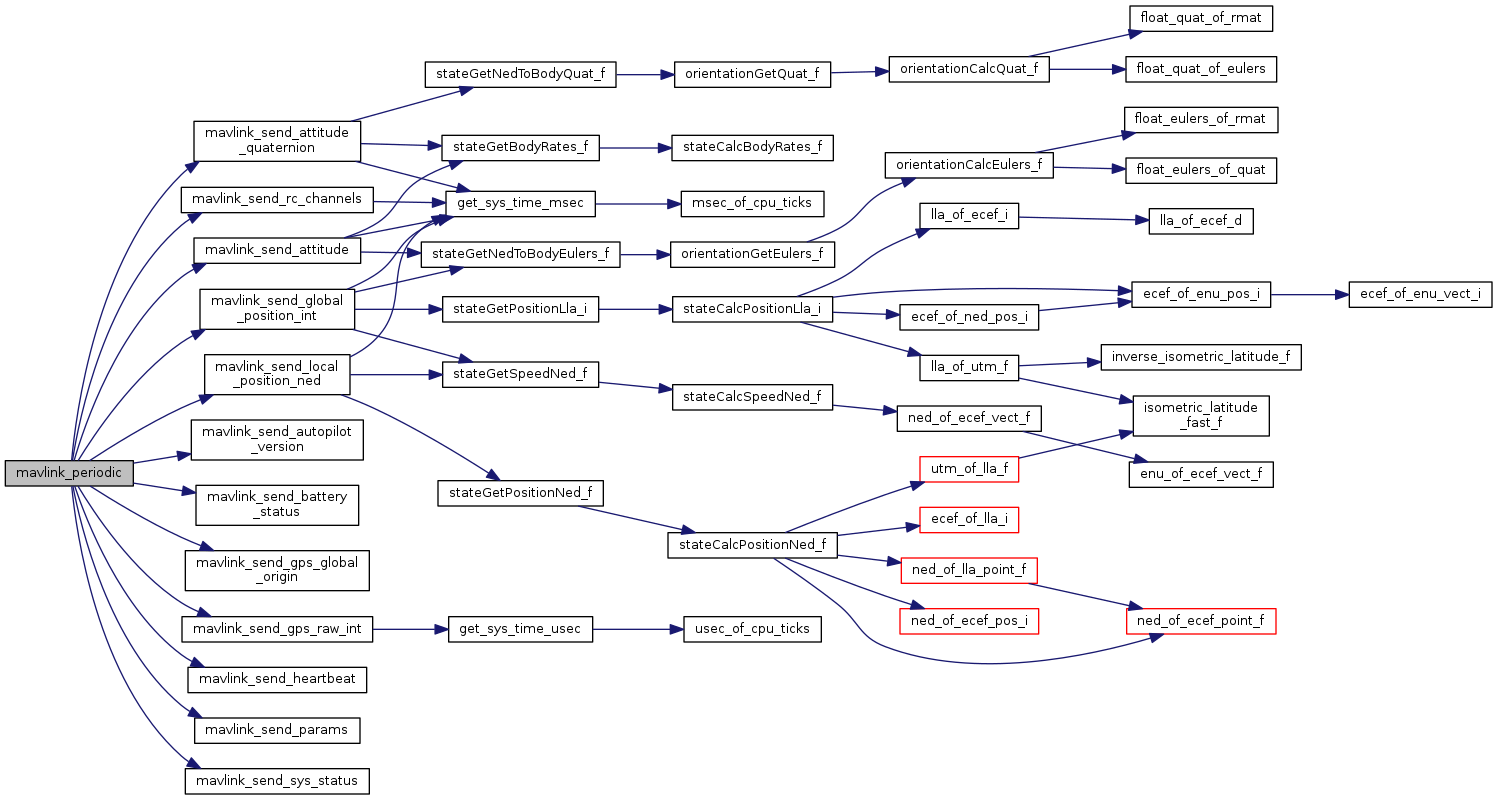 mavlink_periodic
mavlink_send_attitude
_quaternion
mavlink_send_rc_channels
mavlink_send_attitude
mavlink_send_global
_position_int
mavlink_send_local
_position_ned
mavlink_send_autopilot
_version
mavlink_send_battery
_status
mavlink_send_gps_global
_origin
mavlink_send_gps_raw_int
mavlink_send_heartbeat
mavlink_send_params
mavlink_send_sys_status
stateGetNedToBodyQuat_f
stateGetBodyRates_f
get_sys_time_msec
stateGetNedToBodyEulers_f
stateGetPositionLla_i
stateGetSpeedNed_f
stateGetPositionNed_f
get_sys_time_usec
orientationGetQuat_f
stateCalcBodyRates_f
msec_of_cpu_ticks
orientationGetEulers_f
stateCalcPositionLla_i
stateCalcSpeedNed_f
stateCalcPositionNed_f
usec_of_cpu_ticks
orientationCalcQuat_f
orientationCalcEulers_f
lla_of_ecef_i
ecef_of_ned_pos_i
lla_of_utm_f
ned_of_ecef_vect_f
utm_of_lla_f
ecef_of_lla_i
ned_of_lla_point_f
ned_of_ecef_pos_i
float_quat_of_rmat
float_quat_of_eulers
float_eulers_of_rmat
float_eulers_of_quat
lla_of_ecef_d
ecef_of_enu_pos_i
inverse_isometric_latitude_f
isometric_latitude
_fast_f
enu_of_ecef_vect_f
ned_of_ecef_point_f
ecef_of_enu_vect_i